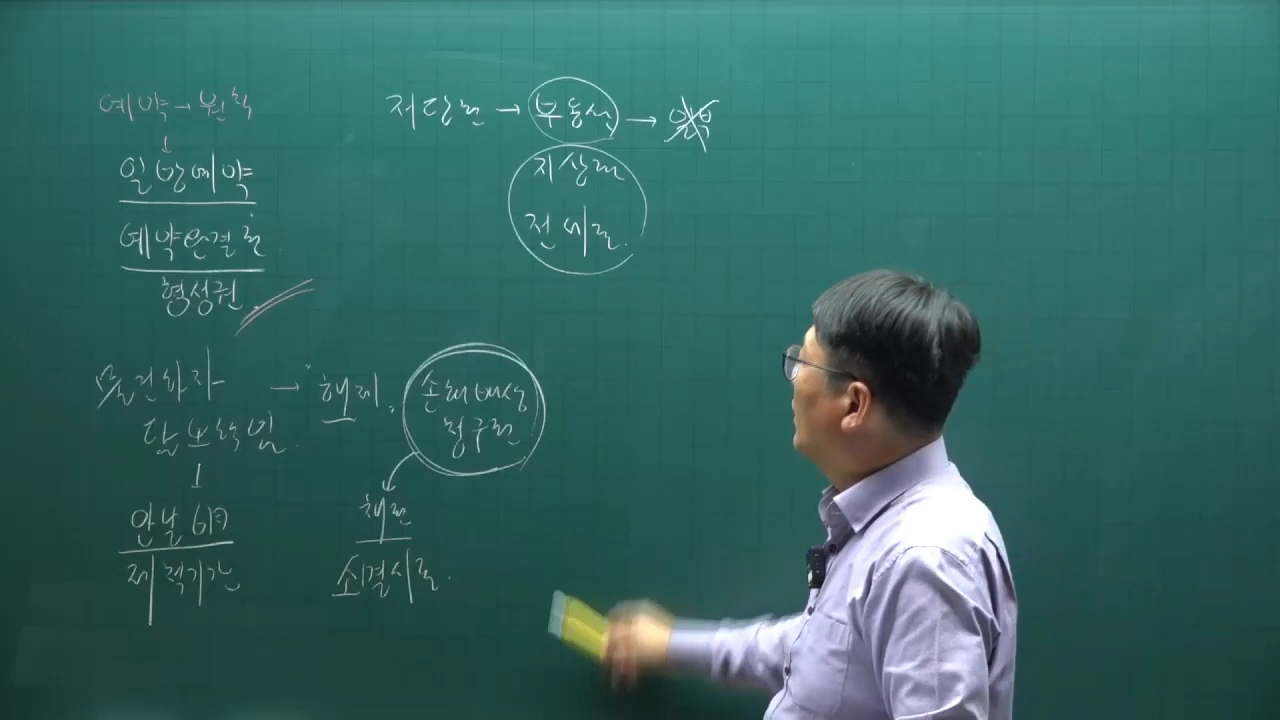 예약 → 원칙
↓
일방예약
예약완결권
형성권
저당권 → 부동산 → 일부
지상권
전세권.
물건하자
담보책임.
↓
안날 6月
제척기간
→ 해제, 손해배상
청구권
채권
소멸시효.